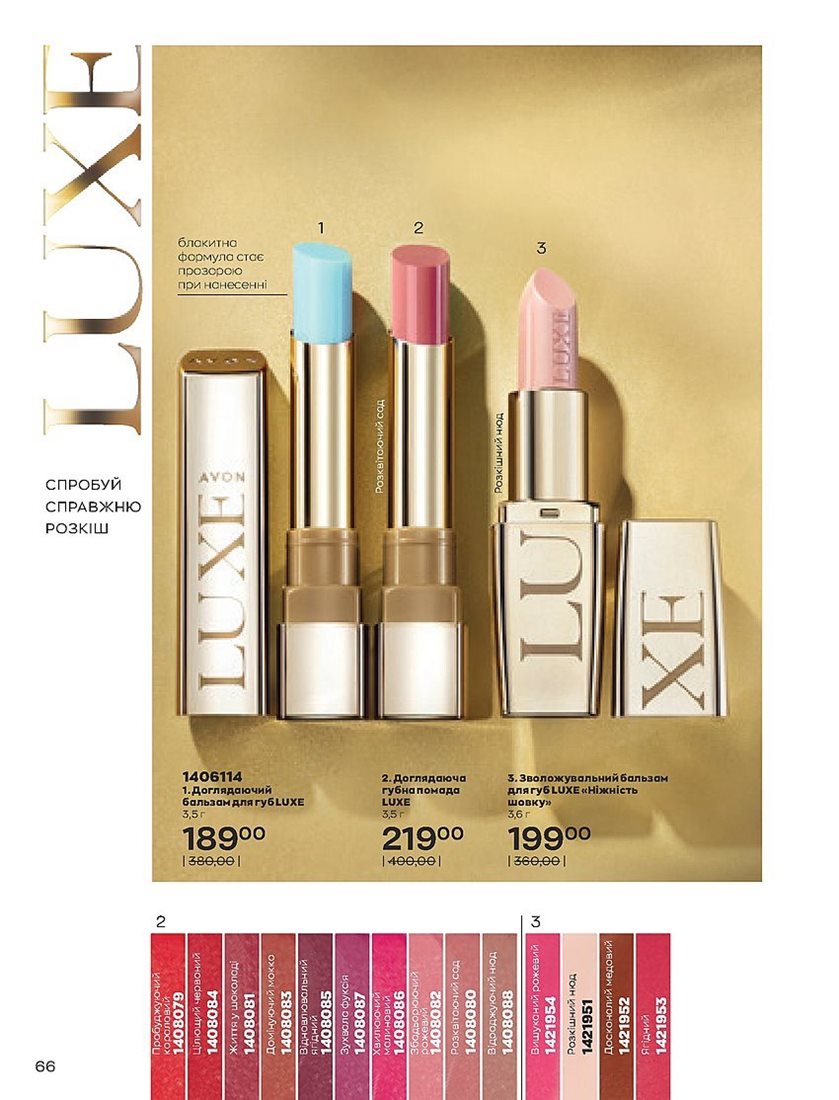 LUXE
СПРОБУЙ
СПРАВЖНЮ
РОЗКІШ
блакитна
формула стає
прозорою
при нанесенні
1
2
3
AVON
AVON
LUXE
Розквітаючий сад
Розкішний нюд
LUXE
LU
XE
1406114
1. Доглядаючий
бальзам для губ LUXE
3,5 г
189⁰⁰
| 380,00 |
2. Доглядаюча
губна помада
LUXE
3,5 г
219⁰⁰
| 400,00 |
3. Зволожувальний бальзам
для губ LUXE «Ніжність
шовку»
3,6 г
199⁰⁰
| 360,00 |
2
Пробуджуючий
кораловий
1408079
Цілющий червоний
1408084
Життя у шоколаді
1408081
Домінуючий мокко
1408083
Відновлювальний
ягідний
1408085
Зухвала фуксія
1408087
Хвилюючий
малиновий
1408086
Збадьорюючий
рожевий
1408082
Розквітаючий сад
1408080
Відроджуючий нюд
1408088
3
Вишуканий рожевий
1421954
Розкішний нюд
1421951
Досконалий медовий
1421952
Ягідний
1421953
66